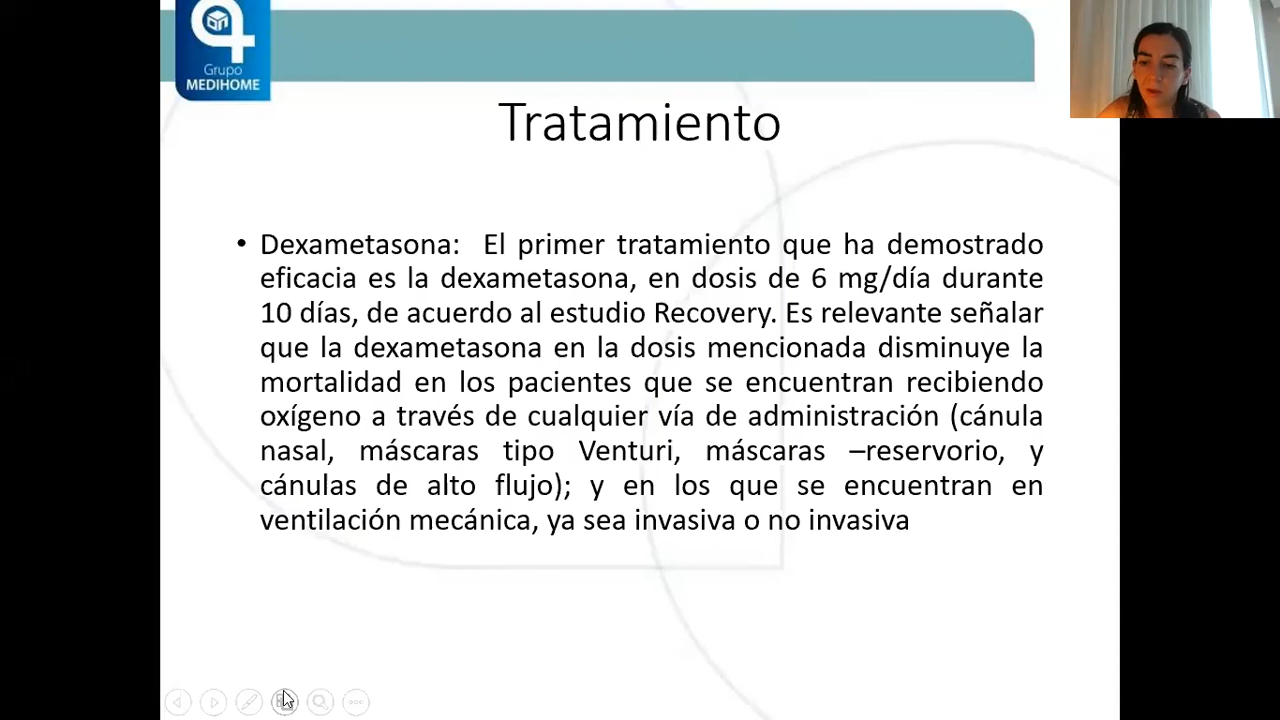 Grupo
MEDIHOME
Tratamiento
• Dexametasona: El primer tratamiento que ha demostrado
eficacia es la dexametasona, en dosis de 6 mg/día durante
10 días, de acuerdo al estudio Recovery. Es relevante señalar
que la dexametasona en la dosis mencionada disminuye la
mortalidad en los pacientes que se encuentran recibiendo
oxígeno a través de cualquier vía de administración (cánula
nasal, máscaras tipo Venturi, máscaras –reservorio, y
cánulas de alto flujo); y en los que se encuentran en
ventilación mecánica, ya sea invasiva o no invasiva